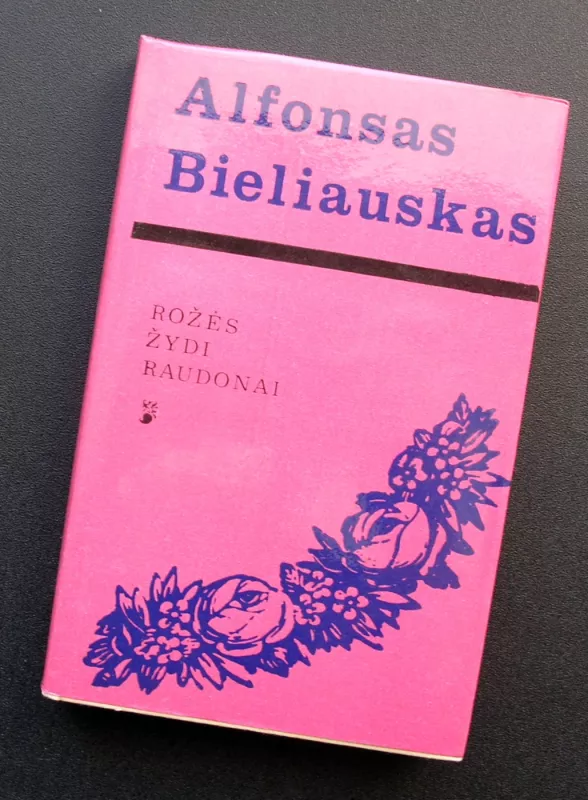 Alfonsas
Bieliauskas
ROŽĖS
ŽYDI
RAUDONAI